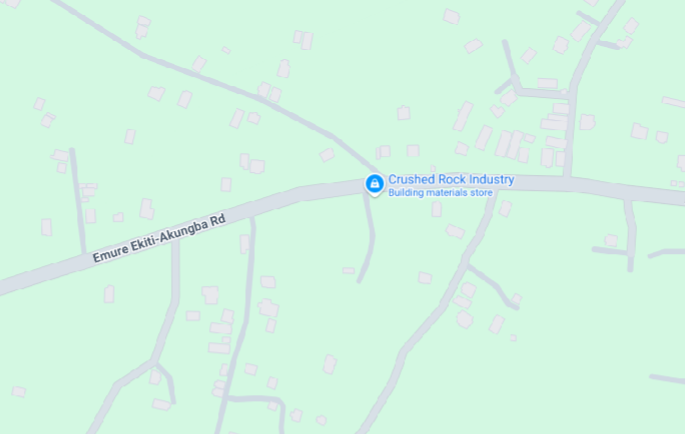 Crushed Rock Industry
Building materials store
Emure Ekiti-Akungba Rd